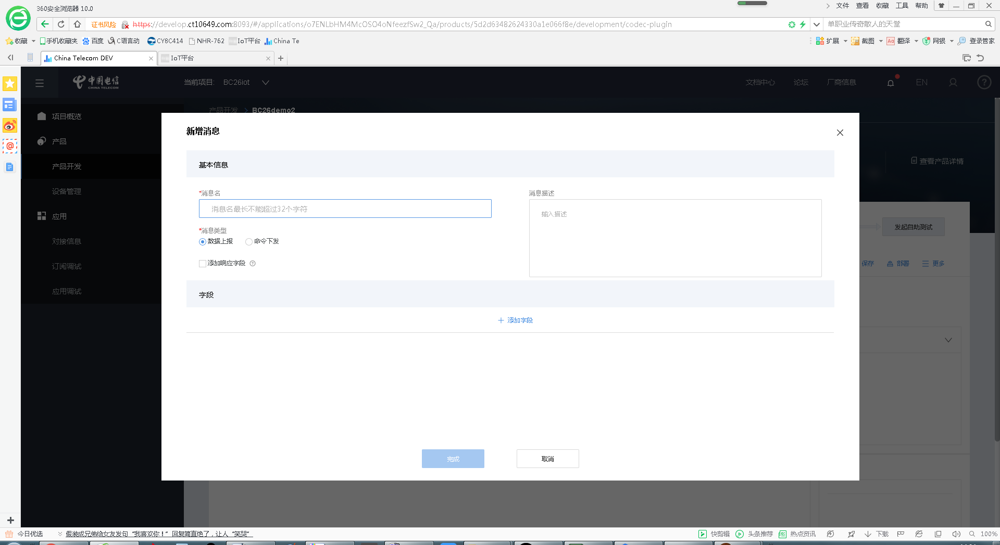 360安全浏览器 10.0
文件 查看 收藏 工具 帮助
证书风险 https://develop.ct10649.com:8093/#/applications/o7ENLbHM4McOSO4oNfeezfSw2_Qa/products/5d2d63482624330a1e066f8e/development/codec-plugin
单职业传奇散人的天堂
收藏 手机收藏夹 百度 C语言动 CY8C414 NHR-762 IoT平台 China Te
扩展 截图 Aa 翻译 网银 登录管家
China Telecom DEV
IoT平台
中国电信
CHINA TELECOM
当前项目: BC26iot
文档中心 论坛 厂商信息 EN
产品开发 > BC26demo2
项目概览
产品
产品开发
设备管理
应用
对接信息
订阅调试
应用调试
查看产品详情
发起自助测试
保存 部署 更多
新增消息
基本信息
*消息名
消息名最长不能超过32个字符
*消息类型
数据上报 命令下发
添加响应字段
消息描述
输入描述
字段
添加字段
完成 取消
今日优选
假装成兄弟给女友发句“我喜欢你！”回复简直绝了，让人“笑哭”
快剪辑 头条推荐 热点资讯 下载 100%